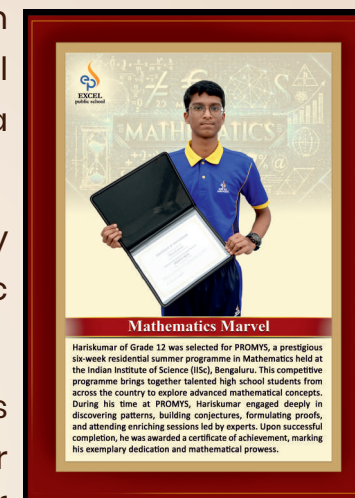 EXCEL
public school
MATHEMATICS
Mathematics Marvel
Hariskumar of Grade 12 was selected for PROMYS, a prestigious
six-week residential summer programme in Mathematics held at
the Indian Institute of Science (IISc), Bengaluru. This competitive
programme brings together talented high school students from
across the country to explore advanced mathematical concepts.
During his time at PROMYS, Hariskumar engaged deeply in
discovering patterns, building conjectures, formulating proofs,
and attending enriching sessions led by experts. Upon successful
completion, he was awarded a certificate of achievement, marking
his exemplary dedication and mathematical prowess.